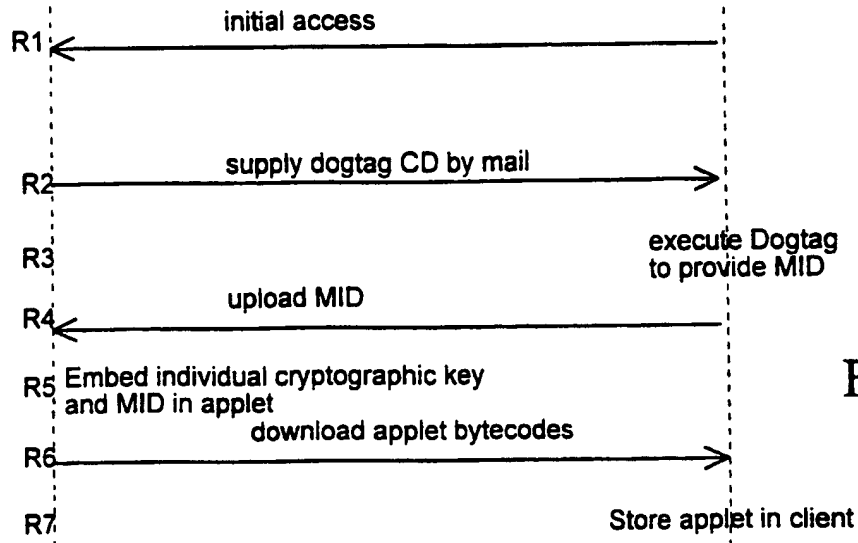 initial access
R1
supply dogtag CD by mail
R2
execute Dogtag
to provide MID
R3
upload MID
R4
R5 Embed individual cryptographic key
and MID in applet
download applet bytecodes
R6
R7 Store applet in client